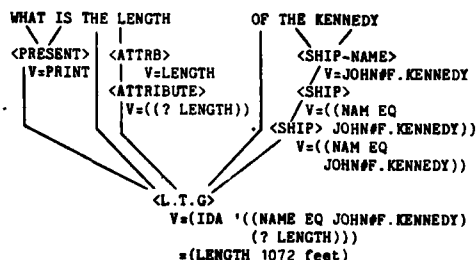 WHAT IS THE LENGTH OF THE KENNEDY
<PRESENT> <ATTRB> <SHIP-NAME>
V=PRINT V=LENGTH V=JOHN#F.KENNEDY
<ATTRIBUTE> <SHIP>
V=((? LENGTH)) V=((NAM EQ
<SHIP> JOHN#F.KENNEDY))
V=((NAM EQ
JOHN#F.KENNEDY))
<L.T.G>
V=(IDA '((NAME EQ JOHN#F.KENNEDY)
(? LENGTH)))
=(LENGTH 1072 feet)